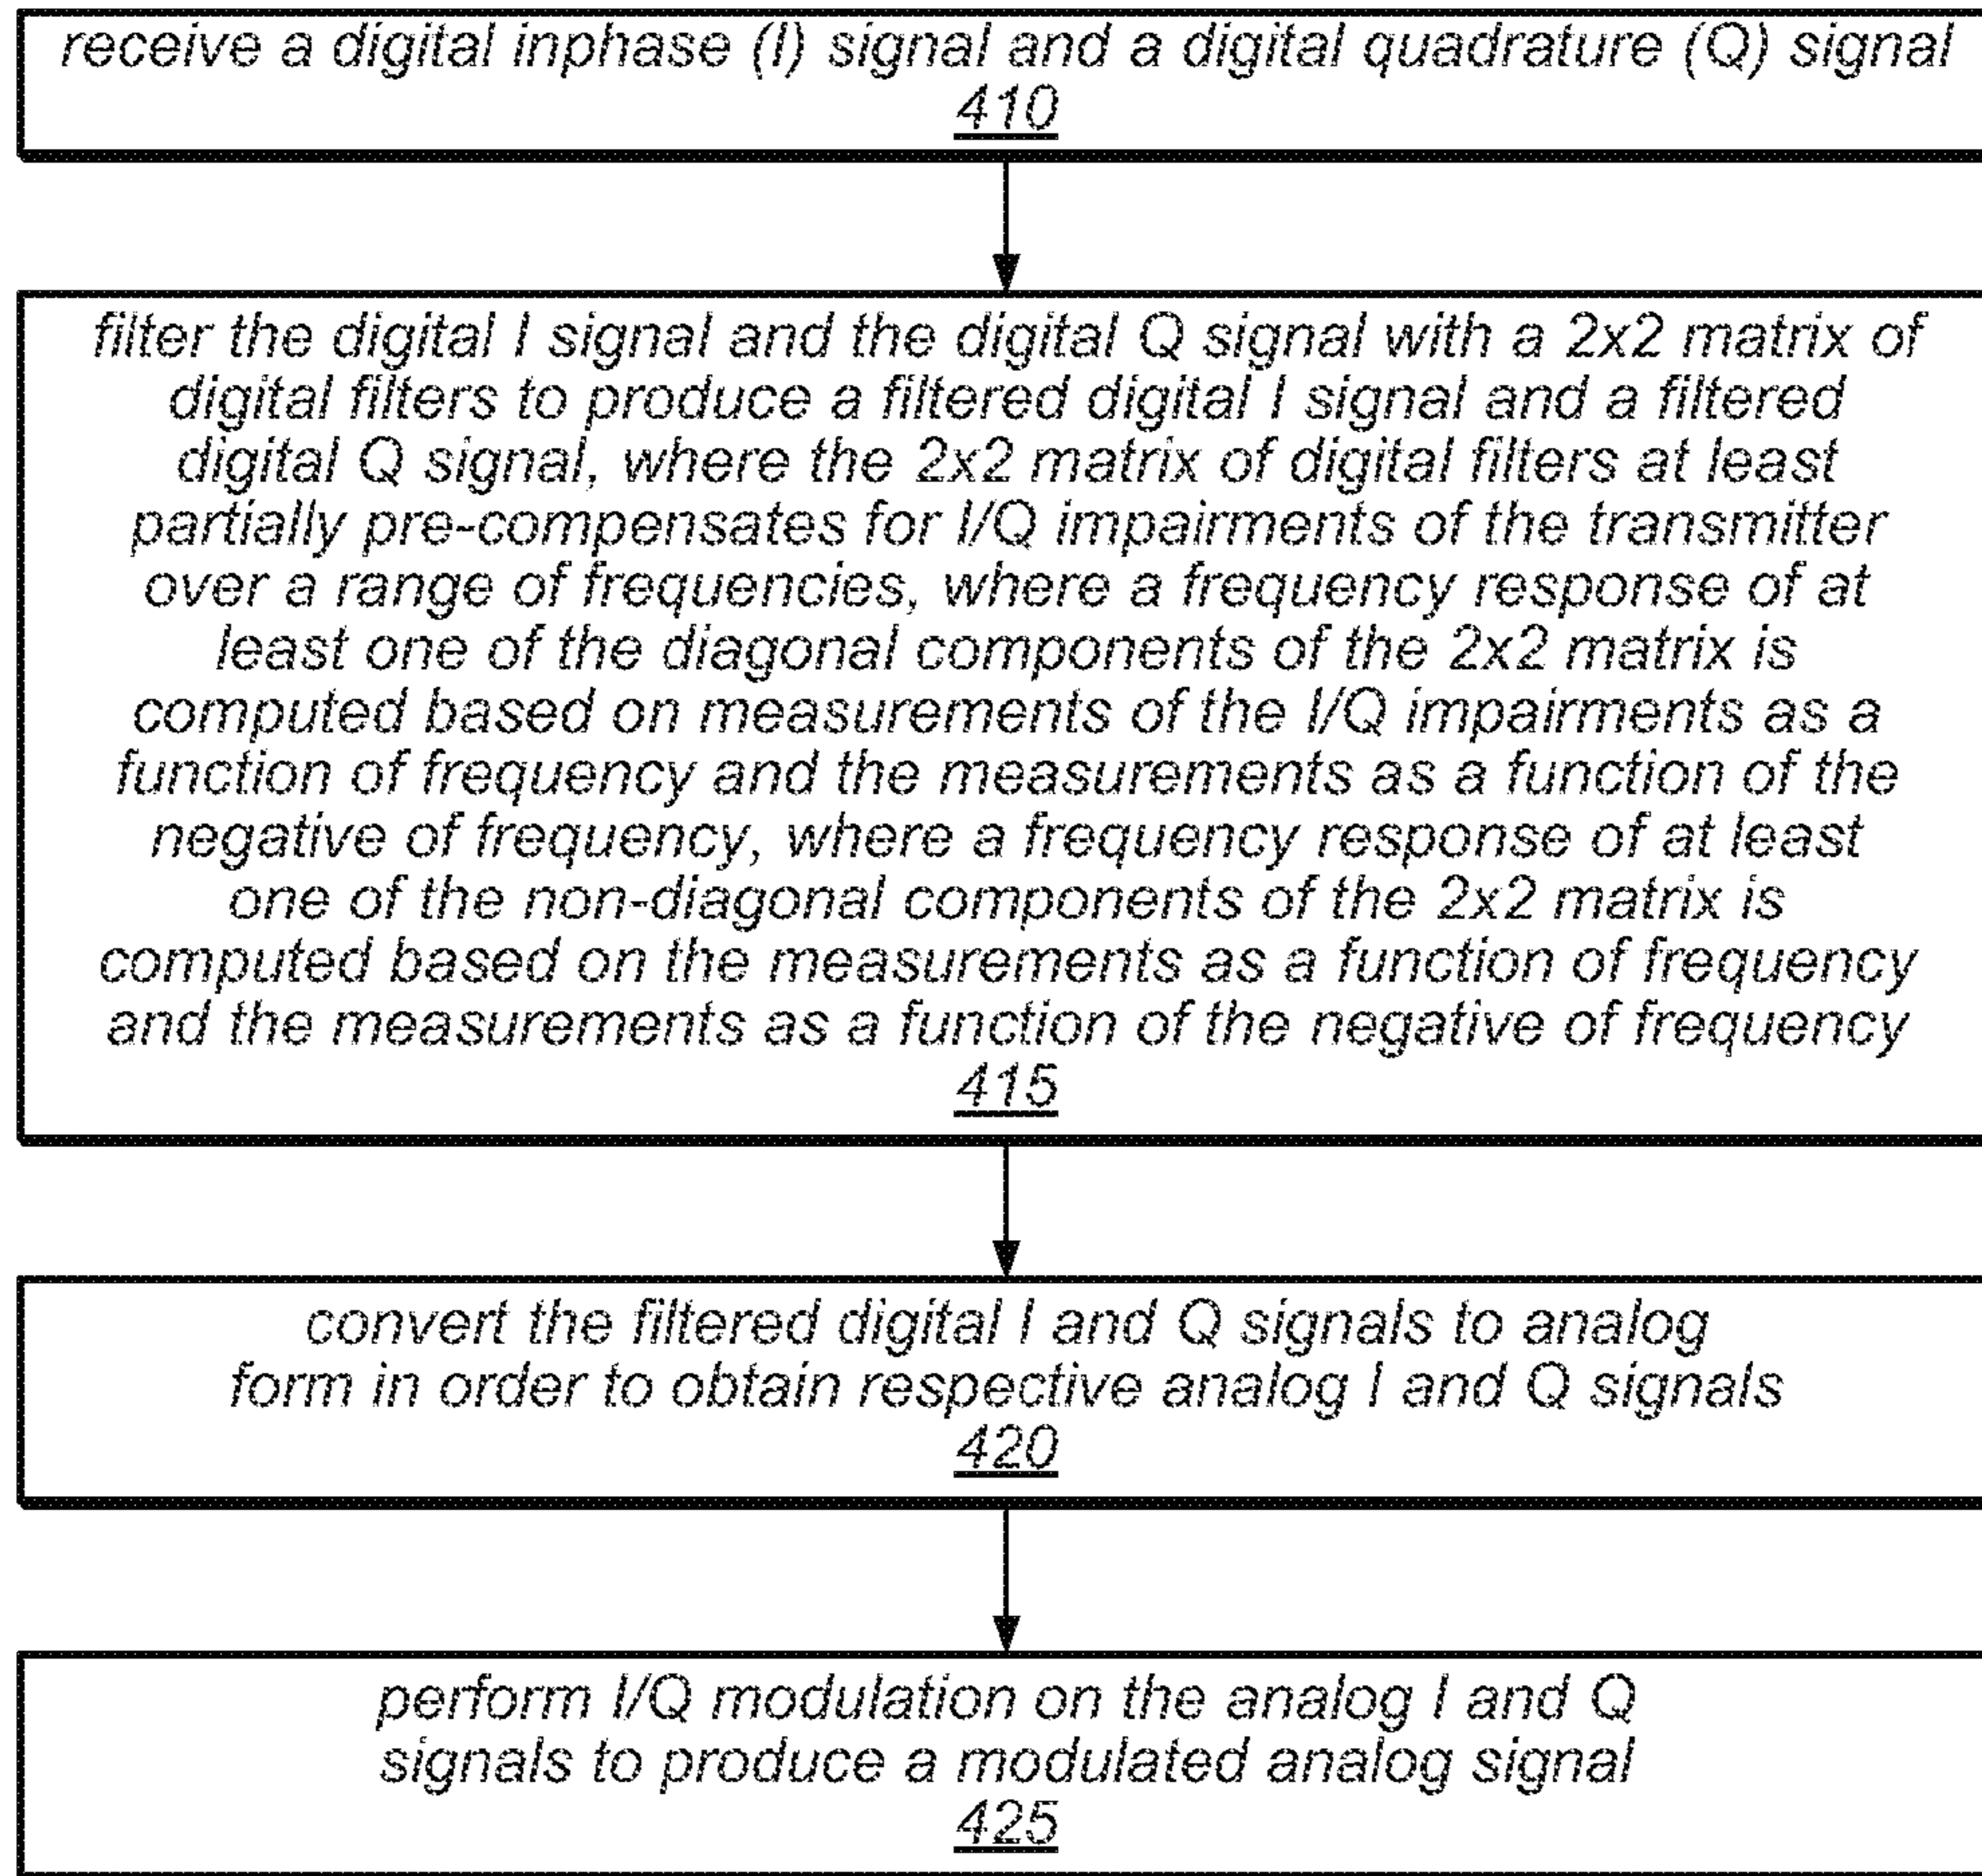 receive a digital inphase (I) signal and a digital quadrature (Q) signal
410
filter the digital I signal and the digital Q signal with a 2x2 matrix of
digital filters to produce a filtered digital I signal and a filtered
digital Q signal, where the 2x2 matrix of digital filters at least
partially pre-compensates for I/Q impairments of the transmitter
over a range of frequencies, where a frequency response of at
least one of the diagonal components of the 2x2 matrix is
computed based on measurements of the I/Q impairments as a
function of frequency and the measurements as a function of the
negative of frequency, where a frequency response of at least
one of the non-diagonal components of the 2x2 matrix is
computed based on the measurements as a function of frequency
and the measurements as a function of the negative of frequency
415
convert the filtered digital I and Q signals to analog
form in order to obtain respective analog I and Q signals
420
perform I/Q modulation on the analog I and Q
signals to produce a modulated analog signal
425